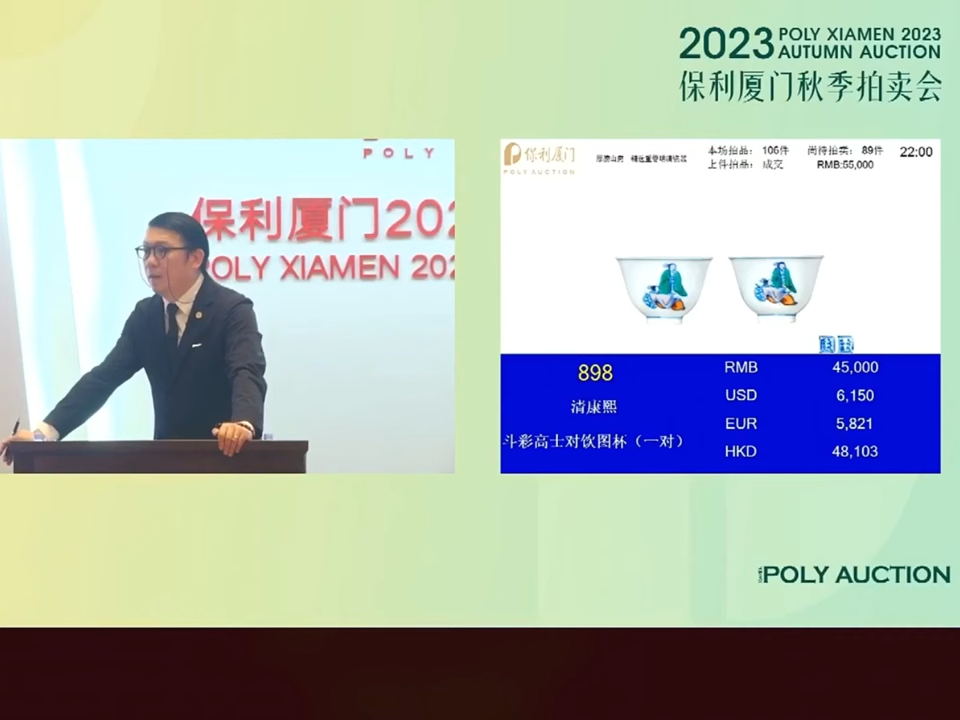 2023 POLY XIAMEN 2023
AUTUMN AUCTION
保利厦门秋季拍卖会
POLY
保利厦门202
POLY XIAMEN 202
保利厦门
POLY AUCTION
本场拍品： 106件
尚待拍卖： 89件
22:00
上件拍品： 成交
RMB:55,000
898
清康熙
斗彩高士对饮图杯（一对）
RMB 45,000
USD 6,150
EUR 5,821
HKD 48,103
POLY AUCTION